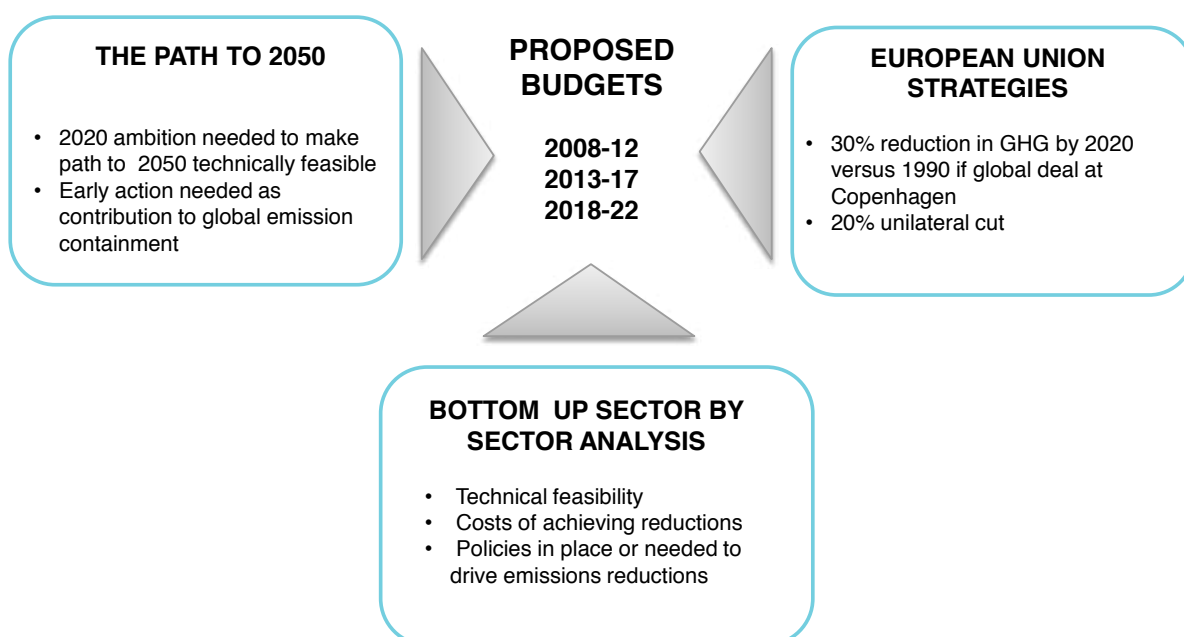 THE PATH TO 2050
• 2020 ambition needed to make
path to 2050 technically feasible
• Early action needed as
contribution to global emission
containment
PROPOSED
BUDGETS
2008-12
2013-17
2018-22
EUROPEAN UNION
STRATEGIES
• 30% reduction in GHG by 2020
versus 1990 if global deal at
Copenhagen
• 20% unilateral cut
BOTTOM UP SECTOR BY
SECTOR ANALYSIS
• Technical feasibility
• Costs of achieving reductions
• Policies in place or needed to
drive emissions reductions